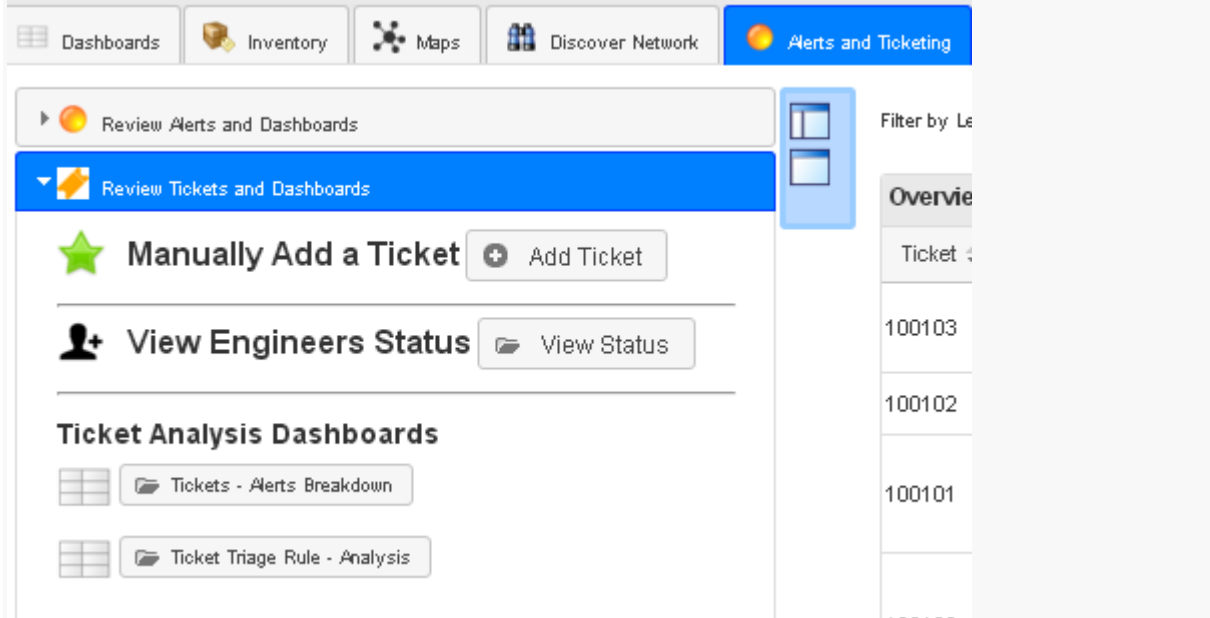 Dashboards Inventory Maps Discover Network Alerts and Ticketing
Review Alerts and Dashboards
Filter by
Review Tickets and Dashboards
Manually Add a Ticket Add Ticket
Ticket
View Engineers Status View Status
100103
100102
Ticket Analysis Dashboards
Tickets - Alerts Breakdown
100101
Ticket Triage Rule - Analysis